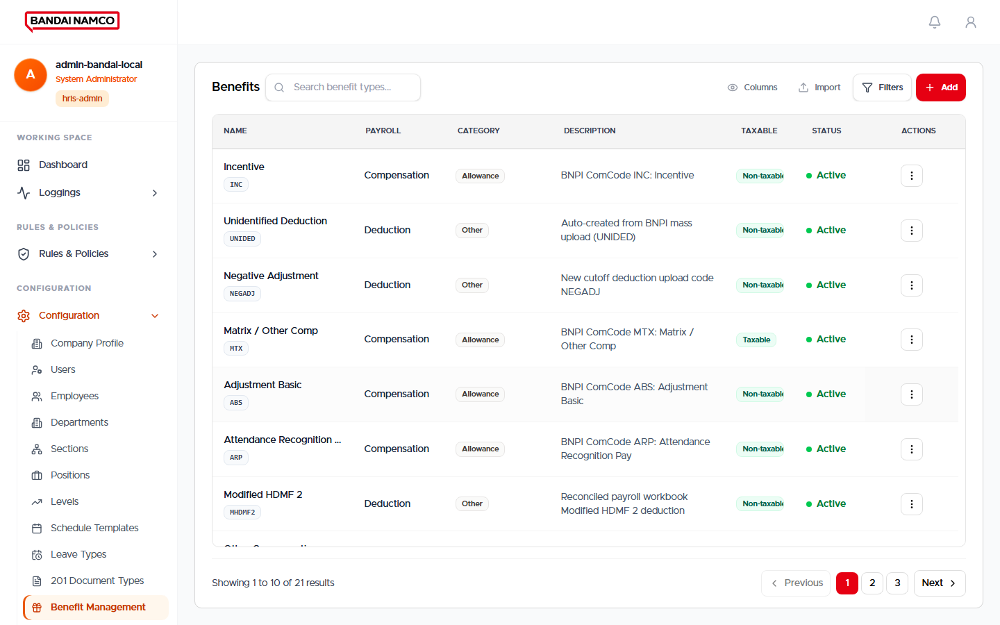 BANDAI NAMCO
A
admin-bandai-local
System Administrator
hris-admin
WORKING SPACE
Dashboard
Loggings
RULES & POLICIES
Rules & Policies
CONFIGURATION
Configuration
Company Profile
Users
Employees
Departments
Sections
Positions
Levels
Schedule Templates
Leave Types
201 Document Types
Benefit Management
Benefits
Search benefit types...
Columns
Import
Filters
Add
NAME PAYROLL CATEGORY DESCRIPTION TAXABLE STATUS ACTIONS
Incentive
INC
Compensation
Allowance
BNPI ComCode INC: Incentive
Non-taxable
Active
Unidentified Deduction
UNIDED
Deduction
Other
Auto-created from BNPI mass
upload (UNIDED)
Non-taxable
Active
Negative Adjustment
NEGADJ
Deduction
Other
New cutoff deduction upload code
NEGADJ
Non-taxable
Active
Matrix / Other Comp
MTX
Compensation
Allowance
BNPI ComCode MTX: Matrix /
Other Comp
Taxable
Active
Adjustment Basic
ABS
Compensation
Allowance
BNPI ComCode ABS: Adjustment
Basic
Non-taxable
Active
Attendance Recognition ...
ARP
Compensation
Allowance
BNPI ComCode ARP: Attendance
Recognition Pay
Non-taxable
Active
Modified HDMF 2
MHDMF2
Deduction
Other
Reconciled payroll workbook
Modified HDMF 2 deduction
Non-taxable
Active
Showing 1 to 10 of 21 results
Previous
1
2
3
Next